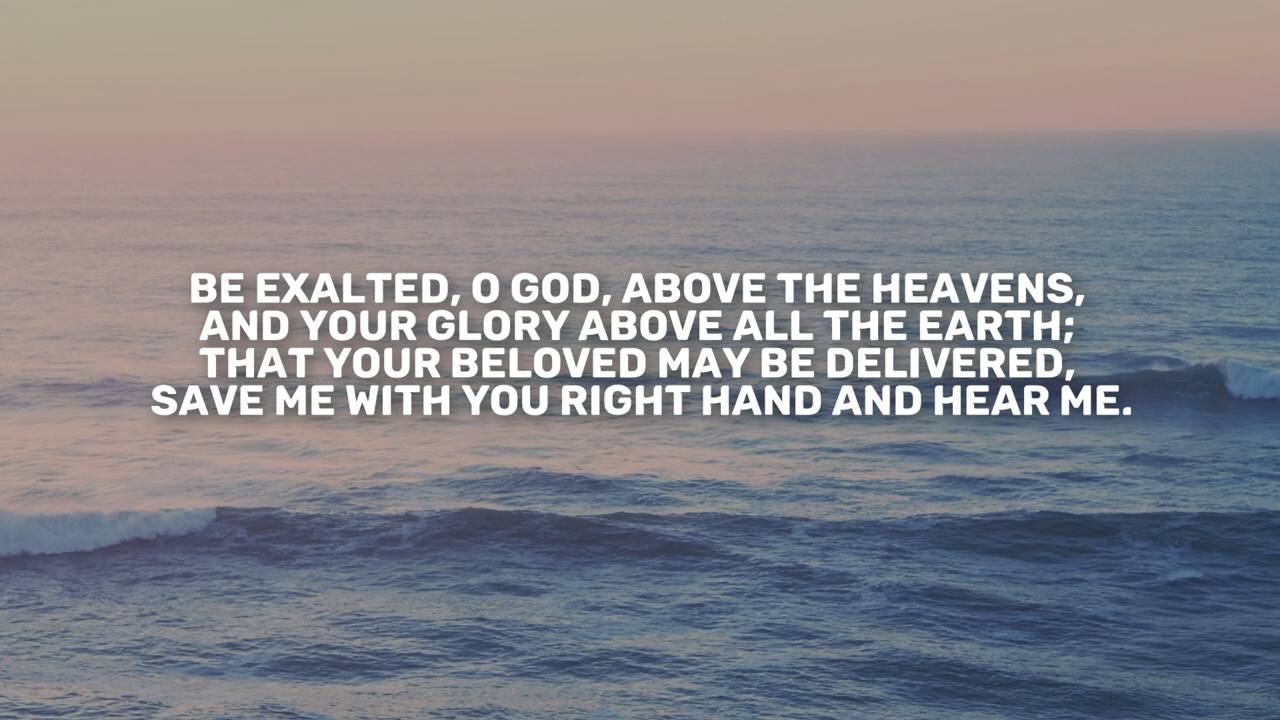 BE EXALTED, O GOD, ABOVE THE HEAVENS,
AND YOUR GLORY ABOVE ALL THE EARTH;
THAT YOUR BELOVED MAY BE DELIVERED,
SAVE ME WITH YOU RIGHT HAND AND HEAR ME.